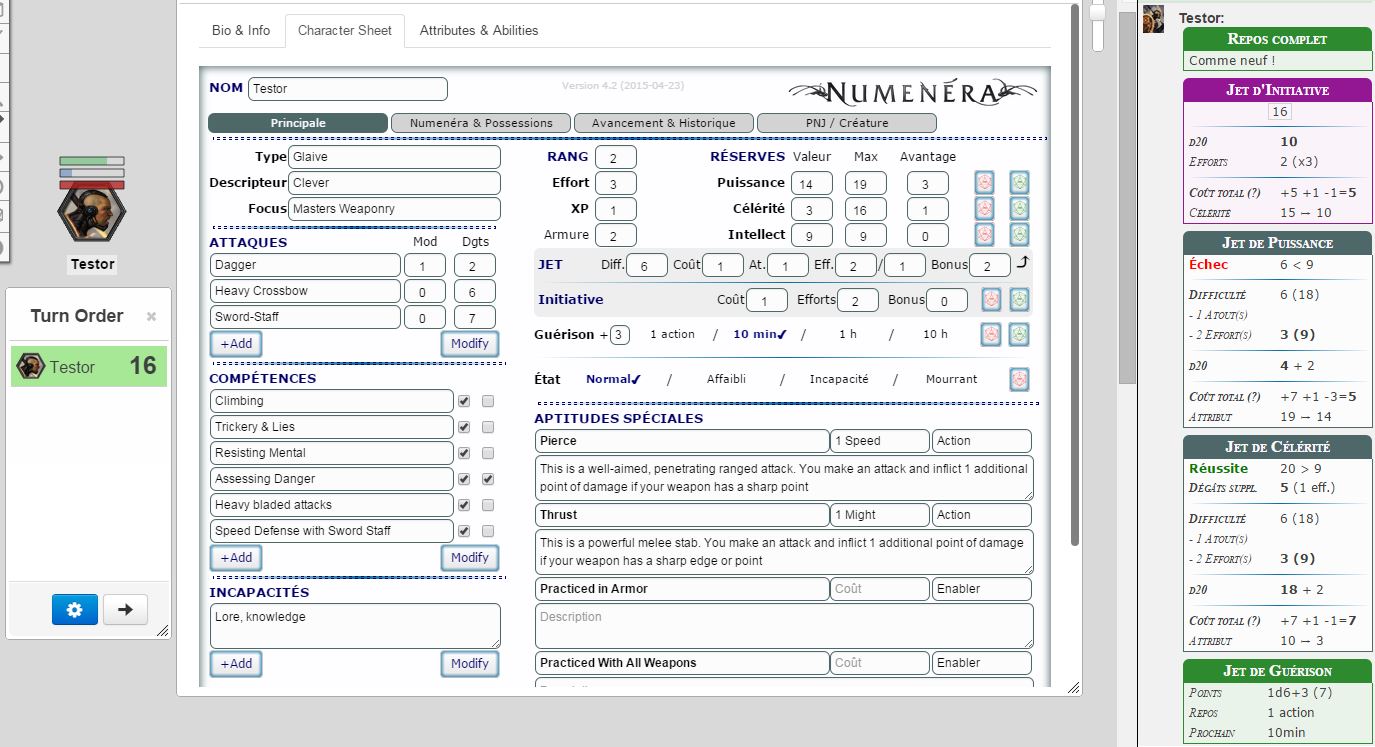 Testor
Turn Order ×
Testor 16
Bio & Info
Character Sheet
Attributes & Abilities
NOM Testor
Version 4.2 (2015-04-23)
NUMENÉRA
Principale
Numenéra & Possessions
Avancement & Historique
PNJ / Créature
Type Glaive
Descripteur Clever
Focus Masters Weaponry
RANG 2
Effort 3
XP 1
Armure 2
RÉSERVES Valeur Max Avantage
Puissance 14 19 3
Célérité 3 16 1
Intellect 9 9 0
ATTAQUES Mod Dgts
Dagger 1 2
Heavy Crossbow 0 6
Sword-Staff 0 7
+Add Modify
COMPÉTENCES
Climbing
Trickery & Lies
Resisting Mental
Assessing Danger
Heavy bladed attacks
Speed Defense with Sword Staff
+Add Modify
INCAPACITÉS
Lore, knowledge
+Add Modify
JET Diff. 6 Coût 1 At. 1 Eff. 2 / 1 Bonus 2
Initiative Coût 1 Efforts 2 Bonus 0
Guérison + 3 1 action / 10 min✔ / 1 h / 10 h
État Normal✔ / Affaibli / Incapacité / Mourrant
APTITUDES SPÉCIALES
Pierce 1 Speed Action
This is a well-aimed, penetrating ranged attack. You make an attack and inflict 1 additional
point of damage if your weapon has a sharp point
Thrust 1 Might Action
This is a powerful melee stab. You make an attack and inflict 1 additional point of damage
if your weapon has a sharp edge or point
Practiced in Armor Coût Enabler
Description
Practiced With All Weapons Coût Enabler
Testor:
REPOS COMPLET
Comme neuf !
JET D'INITIATIVE
16
D20 10
EFFORTS 2 (x3)
COÛT TOTAL (?) +5 +1 -1=5
CÉLÉRITÉ 15 → 10
JET DE PUISSANCE
Échec 6 < 9
DIFFICULTÉ 6 (18)
- 1 ATOUT(S)
- 2 EFFORT(S) 3 (9)
D20 4 + 2
COÛT TOTAL (?) +7 +1 -3=5
ATTRIBUT 19 → 14
JET DE CÉLÉRITÉ
Réussite 20 > 9
DÉGÂTS SUPPL. 5 (1 eff.)
DIFFICULTÉ 6 (18)
- 1 ATOUT(S)
- 2 EFFORT(S) 3 (9)
D20 18 + 2
COÛT TOTAL (?) +7 +1 -1=7
ATTRIBUT 10 → 3
JET DE GUÉRISON
POINTS 1d6+3 (7)
REPOS 1 action
PROCHAIN 10min